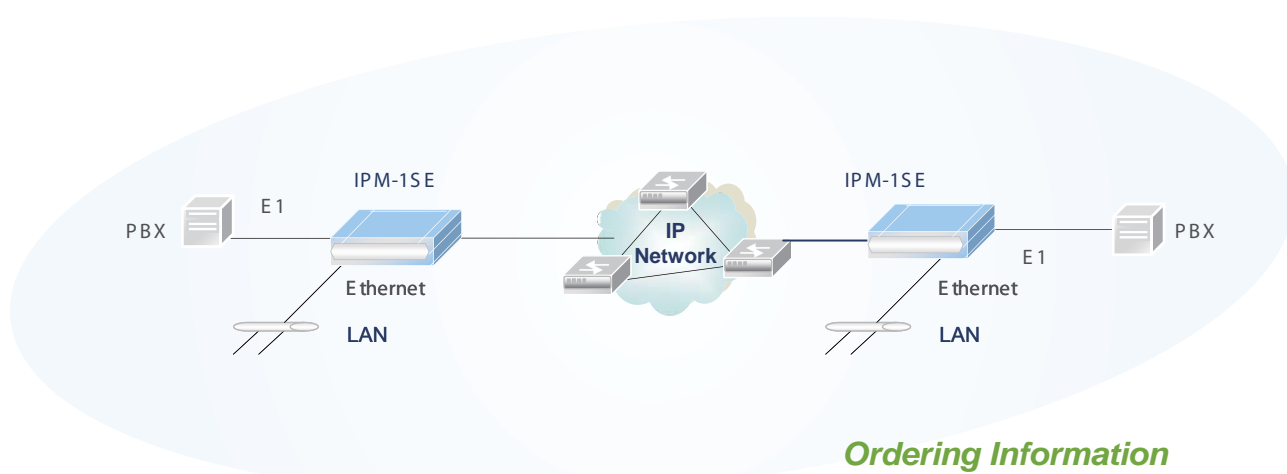 IPM-1SE
IPM-1SE
E1
PBX
IP
Network
PBX
E1
Ethernet
Ethernet
LAN
LAN
Ordering Information